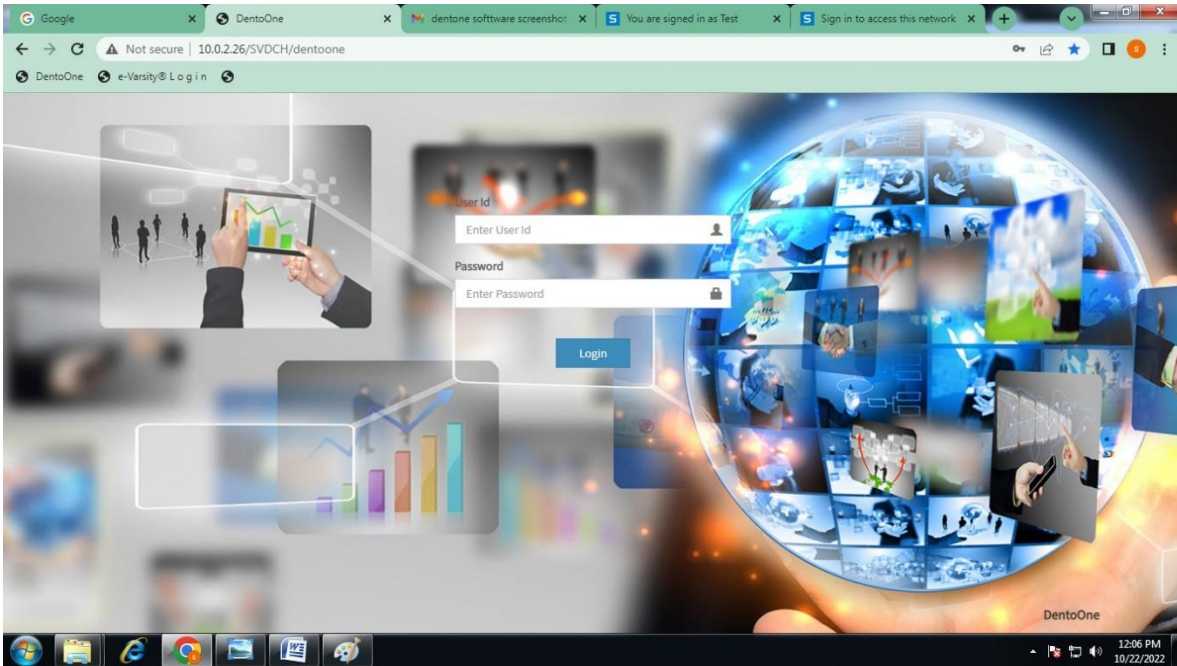 Google
DentoOne
dentone softtware screenshot
You are signed in as Test
Sign in to access this network
Not secure | 10.0.2.26/SVDCH/dentoone
DentoOne
e-Varsity® L o g i n
User Id
Enter User Id
Password
Enter Password
Login
DentoOne
12:06 PM
10/22/2022